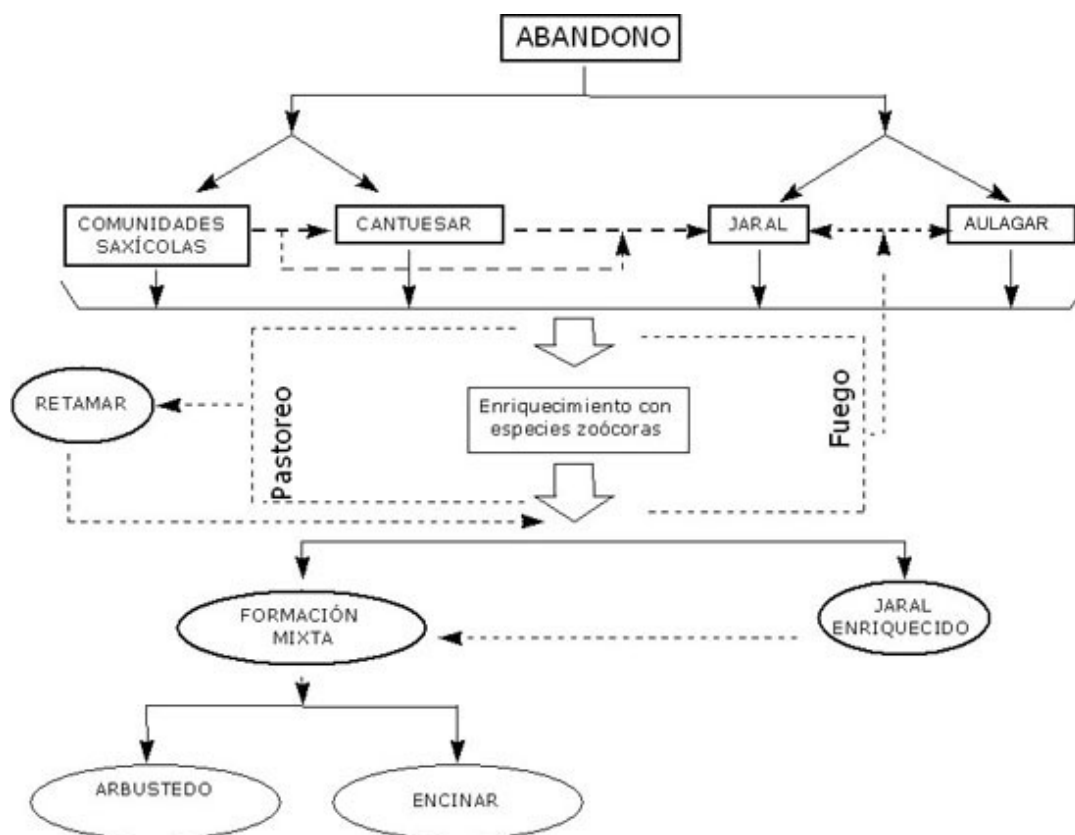 ABANDONO
COMUNIDADES
SAXÍCOLAS
CANTUESAR
JARAL
AULAGAR
RETAMAR
Pastoreo
Enriquecimiento con
especies zoócoras
Fuego
FORMACIÓN
MIXTA
JARAL
ENRIQUECIDO
ARBUSTEDO
ENCINAR